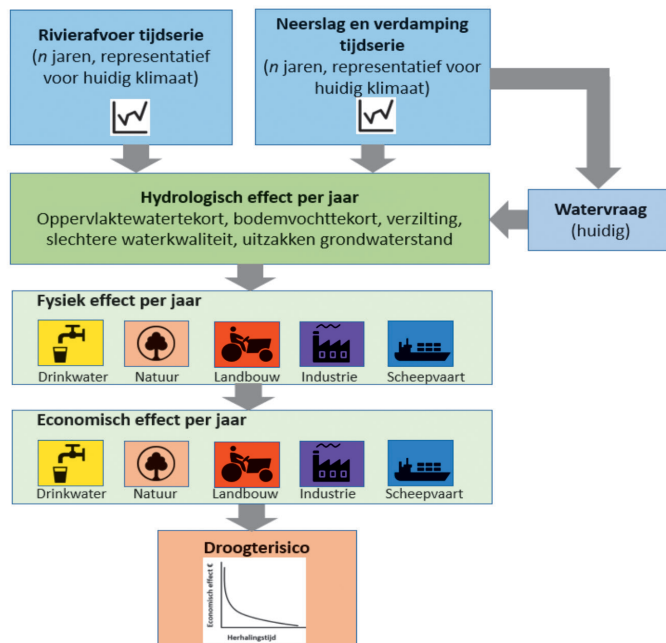 Rivierafvoer tijdserie
(n jaren, representatief
voor huidig klimaat)
Neerslag en verdamping
tijdserie
(n jaren, representatief voor
huidig klimaat)
Hydrologisch effect per jaar
Oppervlaktewatertekort, bodemvochttekort, verzilting,
slechtere waterkwaliteit, uitzakken grondwaterstand
Watervraag
(huidig)
Fysiek effect per jaar
Drinkwater
Natuur
Landbouw
Industrie
Scheepvaart
Economisch effect per jaar
Drinkwater
Natuur
Landbouw
Industrie
Scheepvaart
Droogterisico
Economisch effect €
Herhalingstijd